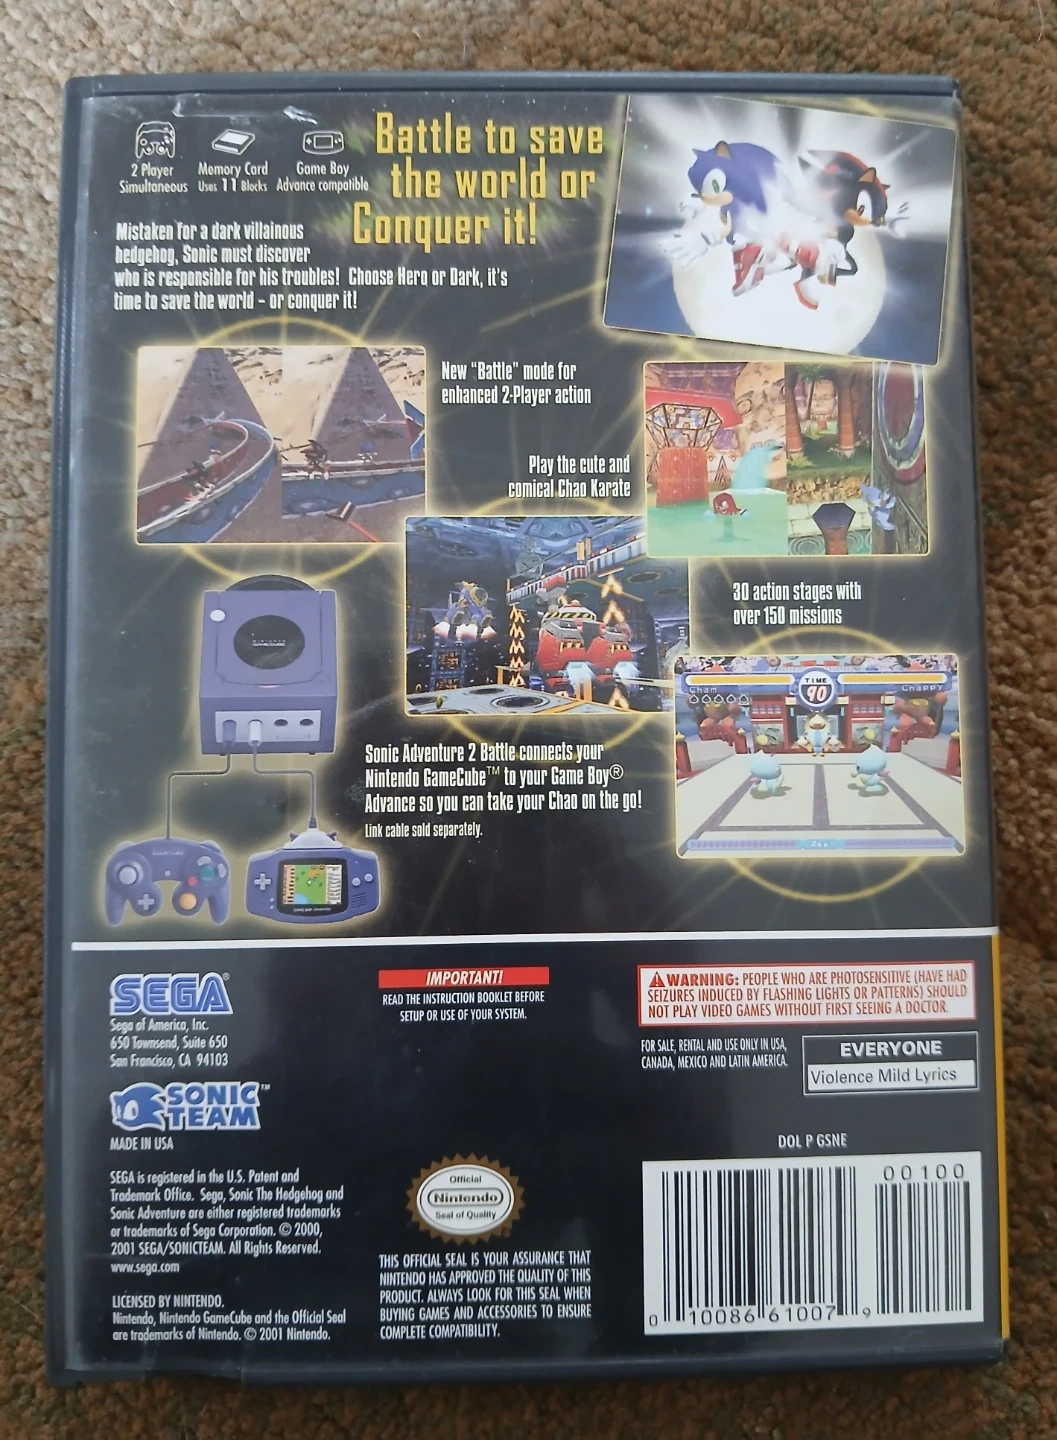 2 Player
Simultaneous
Memory Card
Uses 11 Blocks
Game Boy
Advance compatible
Battle to save
the world or
Conquer it!
Mistaken for a dark villainous
hedgehog, Sonic must discover
who is responsible for his troubles! Choose Hero or Dark, it's
time to save the world - or conquer it!
New "Battle" mode for
enhanced 2-Player action
Play the cute and
comical Chao Karate
30 action stages with
over 150 missions
Cham
TIME
90
Chappy
Sonic Adventure 2 Battle connects your
Nintendo GameCube™ to your Game Boy®
Advance so you can take your Chao on the go!
Link cable sold separately.
SEGA®
Sega of America, Inc.
650 Townsend, Suite 650
San Francisco, CA 94103
SONIC
TEAM™
MADE IN USA
SEGA is registered in the U.S. Patent and
Trademark Office. Sega, Sonic The Hedgehog and
Sonic Adventure are either registered trademarks
or trademarks of Sega Corporation. © 2000,
2001 SEGA/SONICTEAM. All Rights Reserved.
www.sega.com
LICENSED BY NINTENDO.
Nintendo, Nintendo GameCube and the Official Seal
are trademarks of Nintendo. © 2001 Nintendo.
IMPORTANT!
READ THE INSTRUCTION BOOKLET BEFORE
SETUP OR USE OF YOUR SYSTEM.
Official
Nintendo
Seal of Quality
THIS OFFICIAL SEAL IS YOUR ASSURANCE THAT
NINTENDO HAS APPROVED THE QUALITY OF THIS
PRODUCT. ALWAYS LOOK FOR THIS SEAL WHEN
BUYING GAMES AND ACCESSORIES TO ENSURE
COMPLETE COMPATIBILITY.
WARNING: PEOPLE WHO ARE PHOTOSENSITIVE (HAVE HAD
SEIZURES INDUCED BY FLASHING LIGHTS OR PATTERNS) SHOULD
NOT PLAY VIDEO GAMES WITHOUT FIRST SEEING A DOCTOR.
FOR SALE, RENTAL AND USE ONLY IN USA,
CANADA, MEXICO AND LATIN AMERICA.
EVERYONE
Violence Mild Lyrics
DOL P GSNE
00100
0 10086 61007 9